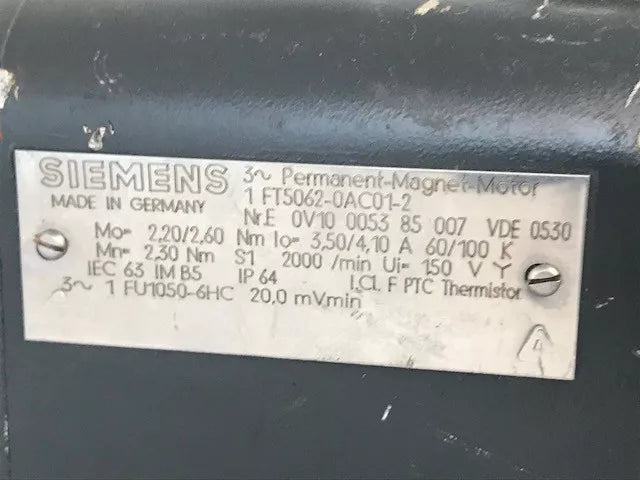 SIEMENS 3~ Permanent-Magnet-Motor
MADE IN GERMANY 1 FT5062-0AC01-2
Nr.E 0V10 0053 85 007 VDE 0530
Mo= 2,20/2,60 Nm Io= 3,50/4,10 A 60/100 K
Mn= 2,30 Nm S1 2000 /min Ui= 150 V Y
IEC 63 IM B5 IP 64 I.Cl. F PTC Thermistor
3~ 1 FU1050-6HC 20,0 mVmin
4